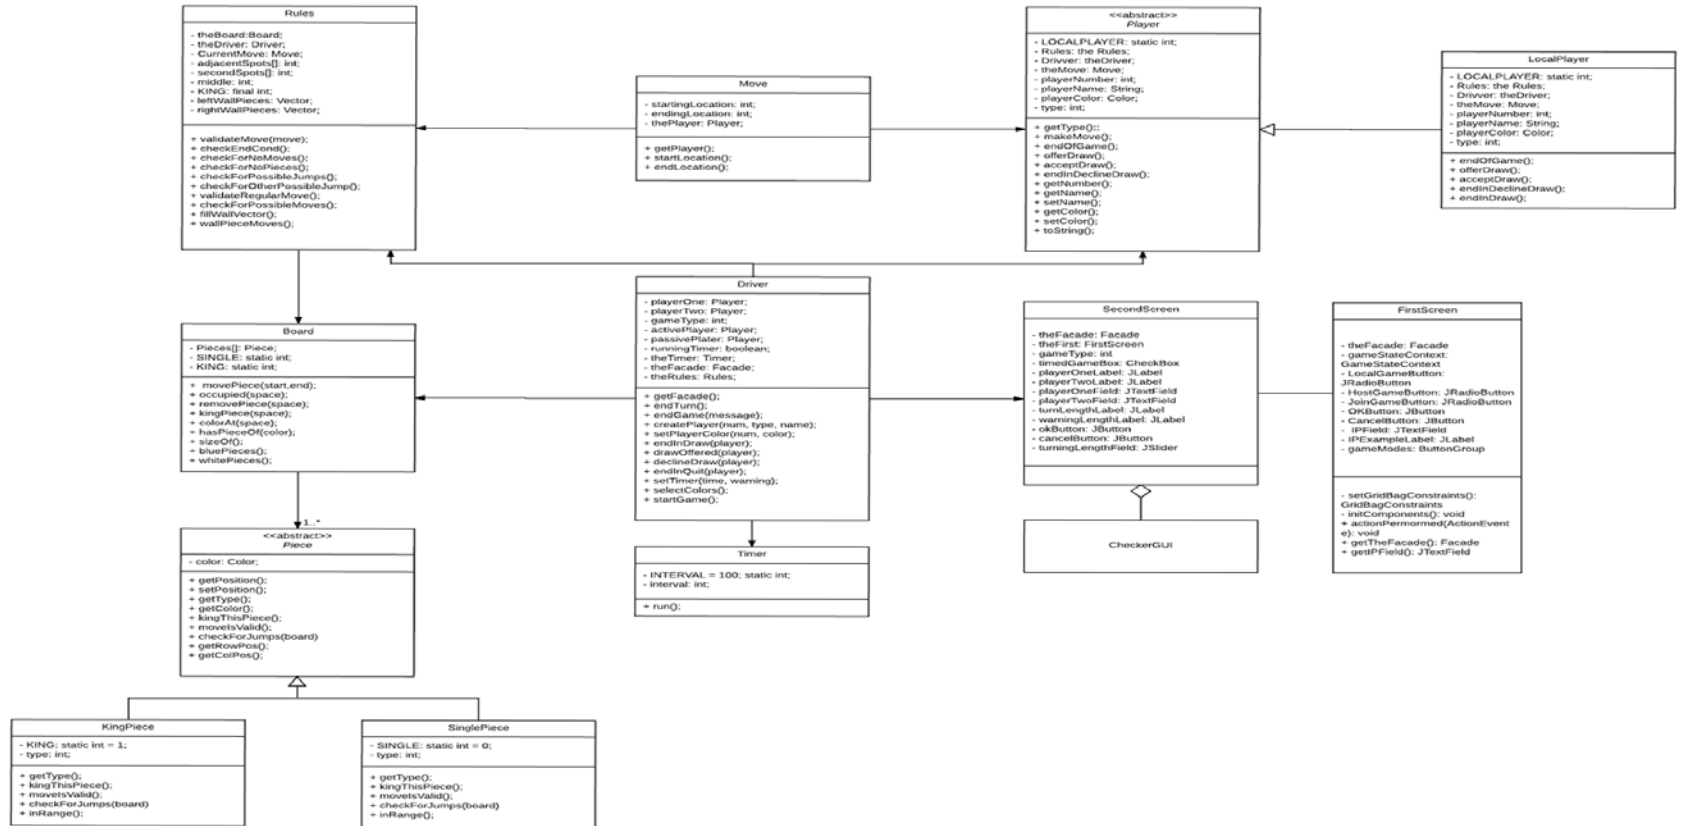 Rules
- theBoard:Board;
- theDriver: Driver;
- CurrentMove: Move;
- adjacentSpots[]: int;
- secondSpots[]: int;
- middle: int;
- KING: final int;
- leftWallPieces: Vector;
- rightWallPieces: Vector;
+ validateMove(move);
+ checkEndCond();
+ checkForNoMoves();
+ checkForNoPieces();
+ checkForPossibleJumps();
+ checkForOtherPossibleJump();
+ validateRegularMove();
+ checkForPossibleMoves();
+ fillWallVector();
+ wallPieceMoves();
Move
- startingLocation: int;
- endingLocation: int;
- thePlayer: Player;
+ getPlayer();
+ startLocation();
+ endLocation();
<<abstract>>
Player
- LOCALPLAYER: static int;
- Rules: the Rules;
- Drivver: theDriver;
- theMove: Move;
- playerNumber: int;
- playerName: String;
- playerColor: Color;
- type: int;
+ getType();;
+ makeMove();
+ endOfGame();
+ offerDraw();
+ acceptDraw();
+ endInDeclineDraw();
+ getNumber();
+ getName();
+ setName();
+ getColor();
+ setColor();
+ toString();
LocalPlayer
- LOCALPLAYER: static int;
- Rules: the Rules;
- Drivver: theDriver;
- theMove: Move;
- playerNumber: int;
- playerName: String;
- playerColor: Color;
- type: int;
+ endOfGame();
+ offerDraw();
+ acceptDraw();
+ endInDeclineDraw();
+ endInDraw();
Board
- Pieces[]: Piece;
- SINGLE: static int;
- KING: static int;
+ movePiece(start,end);
+ occupied(space);
+ removePiece(space);
+ kingPiece(space);
+ colorAt(space);
+ hasPieceOf(color);
+ sizeOf();
+ bluePieces();
+ whitePieces();
1..*
Driver
- playerOne: Player;
- playerTwo: Player;
- gameType: int;
- activePlayer: Player;
- passivePlater: Player;
- runningTimer: boolean;
- theTimer: Timer;
- theFacade: Facade;
- theRules: Rules;
+ getFacade();
+ endTurn();
+ endGame(message);
+ createPlayer(num, type, name);
+ setPlayerColor(num, color);
+ endInDraw(player);
+ drawOffered(player);
+ declineDraw(player);
+ endInQuit(player);
+ setTimer(time, warning);
+ selectColors();
+ startGame();
SecondScreen
- theFacade: Facade
- theFirst: FirstScreen
- gameType: int
- timedGameBox: CheckBox
- playerOneLabel: JLabel
- playerTwoLabel: JLabel
- playerOneField: JTextField
- playerTwoField: JTextField
- turnLengthLabel: JLabel
- warningLengthLabel: JLabel
- okButton: JButton
- cancelButton: JButton
- turningLengthField: JSlider
FirstScreen
- theFacade: Facade
- gameStateContext:
GameStateContext
- LocalGameButton:
JRadioButton
- HostGameButton: JRadioButton
- JoinGameButton: JRadioButton
- OKButton: JButton
- CancelButton: JButton
- IPField: JTextField
- IPExampleLabel: JLabel
- gameModes: ButtonGroup
- setGridBagConstraints():
GridBagConstraints
- initComponents(): void
+ actionPermormed(ActionEvent
e): void
+ getTheFacade(): Facade
+ getIPField(): JTextField
CheckerGUI
Timer
- INTERVAL = 100; static int;
- interval: int;
+ run();
<<abstract>>
Piece
- color: Color;
+ getPosition();
+ setPosition();
+ getType();
+ getColor();
+ kingThisPiece();
+ moveIsValid();
+ checkForJumps(board)
+ getRowPos();
+ getColPos();
KingPiece
- KING; static int = 1;
- type: int;
+ getType();
+ kingThisPiece();
+ moveIsValid();
+ checkForJumps(board)
+ inRange();
SinglePiece
- SINGLE: static int = 0;
- type: int;
+ getType();
+ kingThisPiece();
+ moveIsValid();
+ checkForJumps(board)
+ inRange();